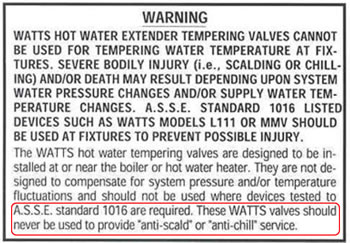 WARNING
WATTS HOT WATER EXTENDER TEMPERING VALVES CANNOT
BE USED FOR TEMPERING WATER TEMPERATURE AT FIX-
TURES. SEVERE BODILY INJURY (i.e., SCALDING OR CHILL-
ING) AND/OR DEATH MAY RESULT DEPENDING UPON SYSTEM
WATER PRESSURE CHANGES AND/OR SUPPLY WATER TEM-
PERATURE CHANGES. A.S.S.E. STANDARD 1016 LISTED
DEVICES SUCH AS WATTS MODELS L111 OR MMV SHOULD
BE USED AT FIXTURES TO PREVENT POSSIBLE INJURY.
The WATTS hot water tempering valves are designed to be in-
stalled at or near the boiler or hot water heater. They are not de-
signed to compensate for system pressure and/or temperature
fluctuations and should not be used where devices tested to
A.S.S.E. standard 1016 are required. These WATTS valves should
never be used to provide "anti-scald" or "anti-chill" service.